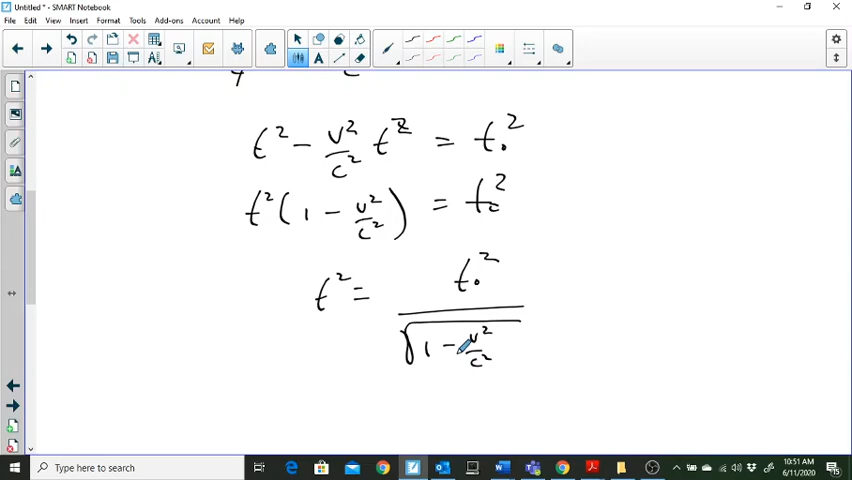 Untitled * - SMART Notebook
File Edit View Insert Format Tools Add-ons Account Help
t² - v²/c² t² = t₀²
t²(1 - v²/c²) = t₀²
t² = t₀² / √(1 - v²/c²)
Type here to search
10:51 AM
6/11/2020